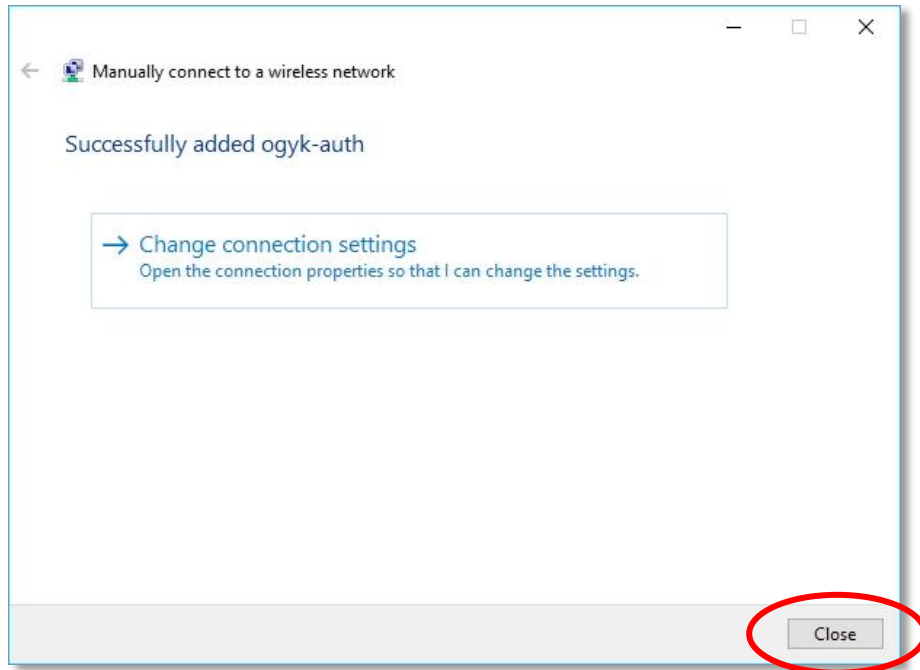 Manually connect to a wireless network
Successfully added ogyk-auth
Change connection settings
Open the connection properties so that I can change the settings.
Close